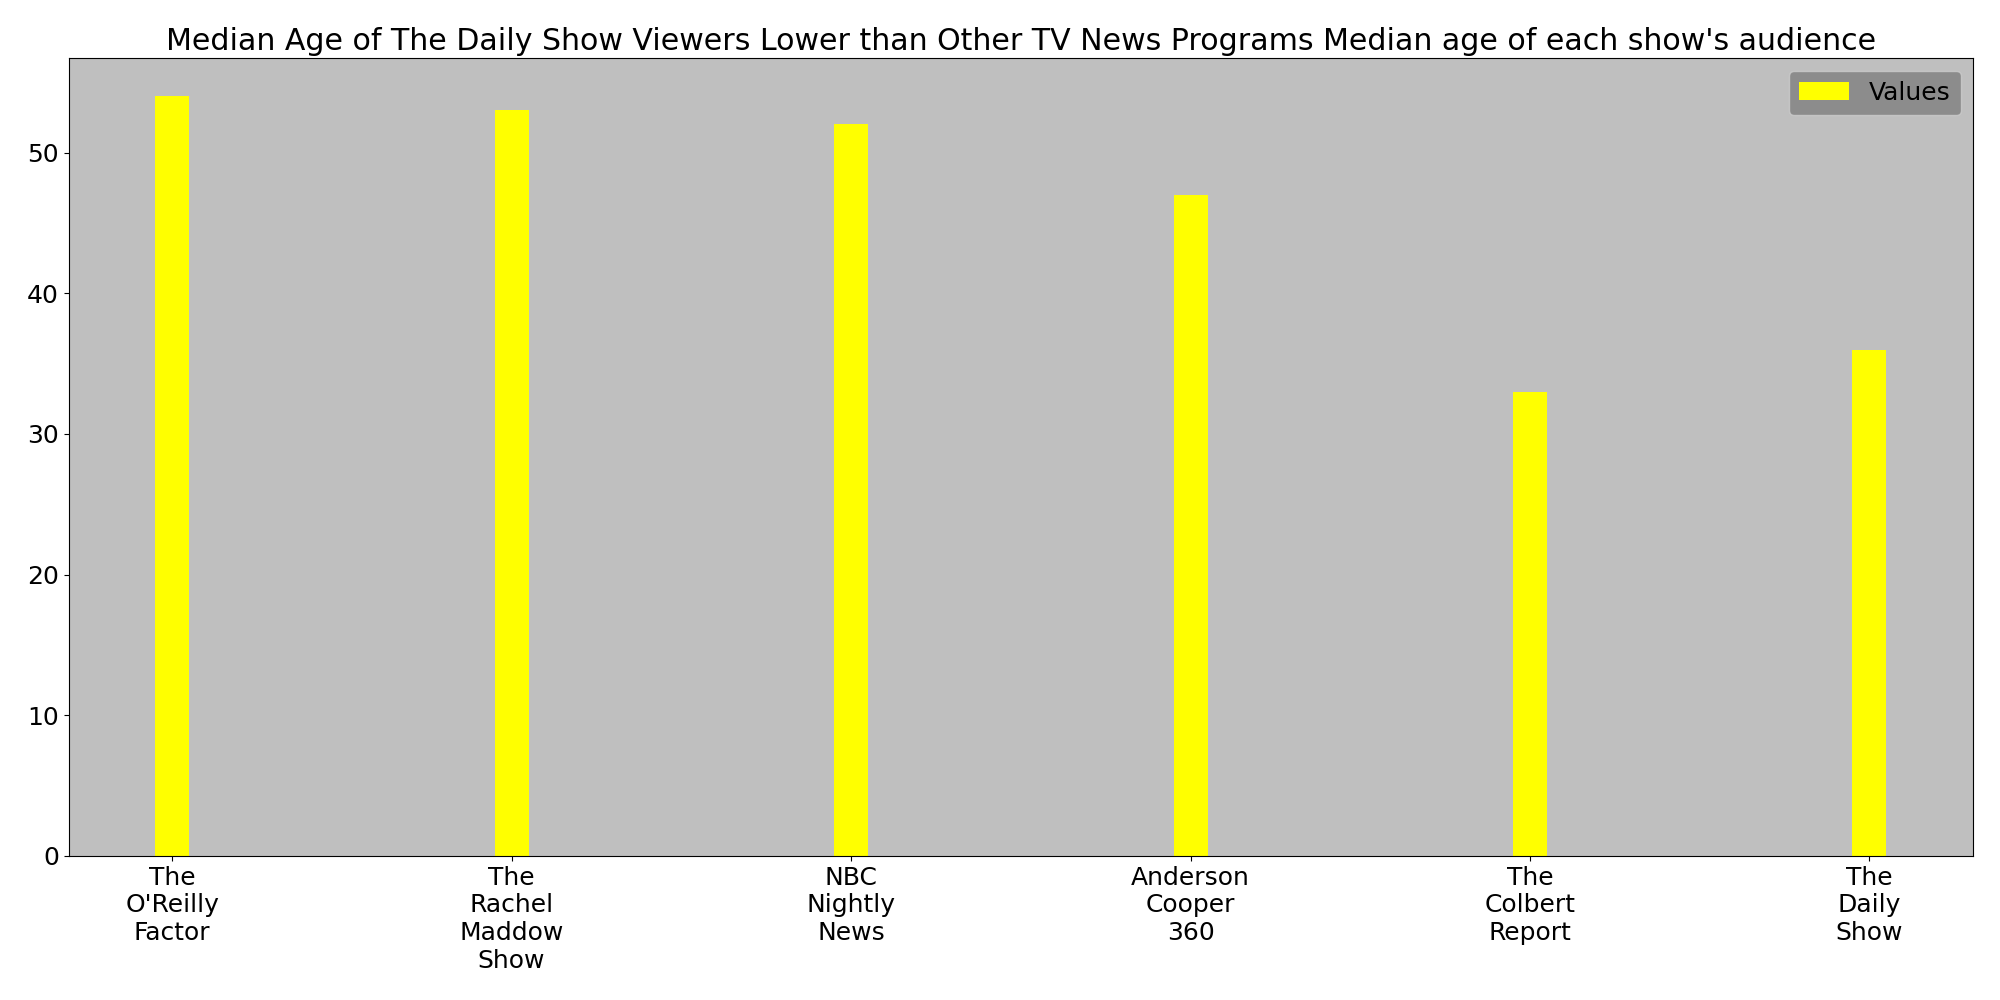 Median Age of The Daily Show Viewers Lower than Other TV News Programs Median age of each show's audience
Values
50
40
30
20
10
0
The
O'Reilly
Factor
The
Rachel
Maddow
Show
NBC
Nightly
News
Anderson
Cooper
360
The
Colbert
Report
The
Daily
Show